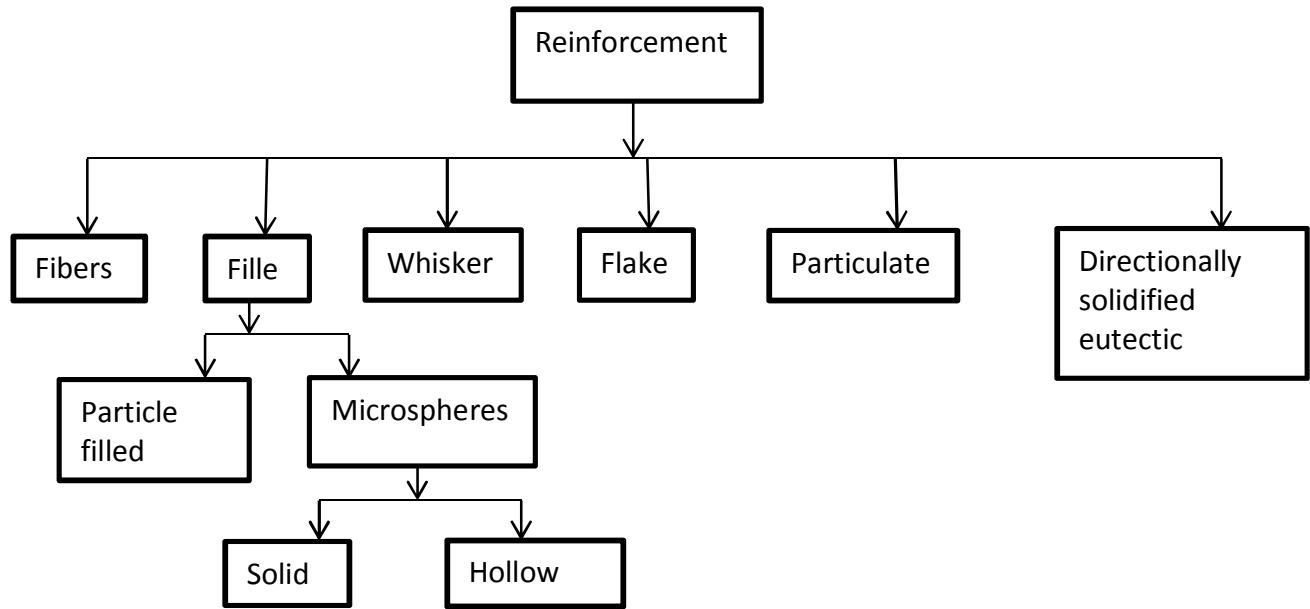 Reinforcement
Fibers
Fille
Whisker
Flake
Particulate
Directionally
solidified
eutectic
Particle
filled
Microspheres
Solid
Hollow